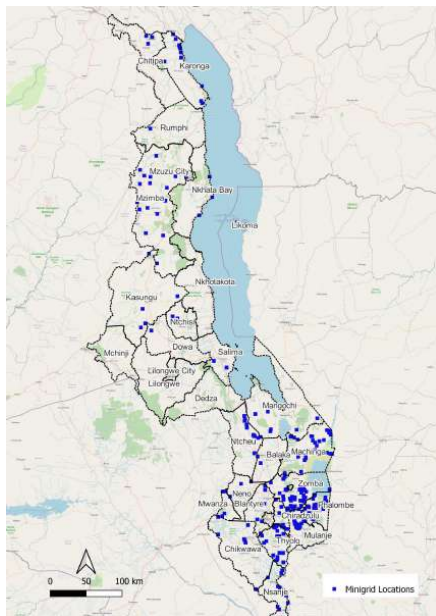 Chitipa
Karonga
Rumphi
Mzuzu City
Nkhata Bay
Mzimba
Likoma
Nkhotakota
Kasungu
Ntchisi
Mchinji
Dowa
Salima
Lilongwe City
Lilongwe
Dedza
Mangochi
Ntcheu
Machinga
Balaka
Zomba
Neno
Mwanza
Blantyre
Phalombe
Chiradzulu
Mulanje
Thyolo
Chikwawa
Nsanje
0 50 100 km
Minigrid Locations